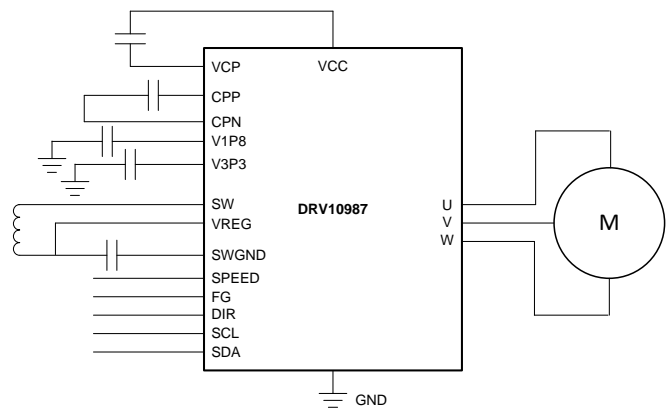 VCP
VCC
CPP
CPN
V1P8
V3P3
SW
DRV10987
U
VREG
V
M
W
SWGND
SPEED
FG
DIR
SCL
SDA
GND